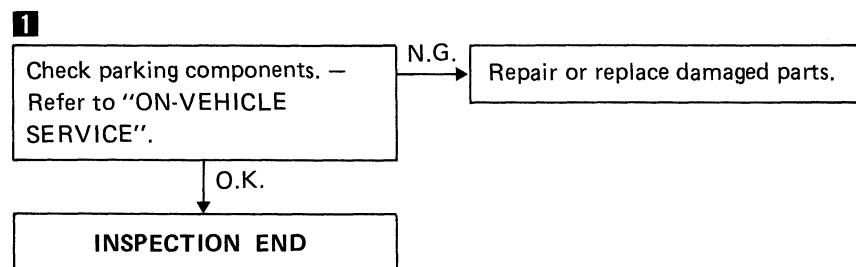 1
Check parking components. —
Refer to "ON-VEHICLE
SERVICE".
N.G.
Repair or replace damaged parts.
O.K.
INSPECTION END